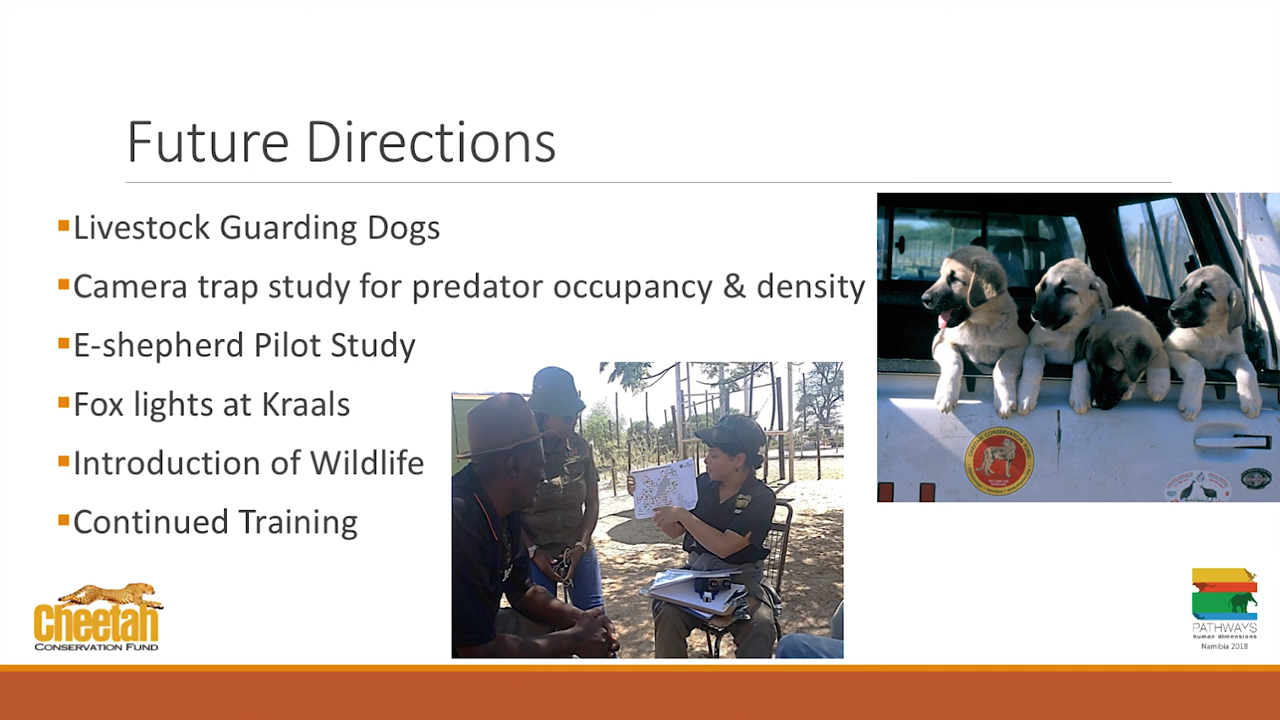 Future Directions
Livestock Guarding Dogs
Camera trap study for predator occupancy & density
E-shepherd Pilot Study
Fox lights at Kraals
Introduction of Wildlife
Continued Training
Cheetah
CONSERVATION FUND
PATHWAYS
human dimensions
Namibia 2018